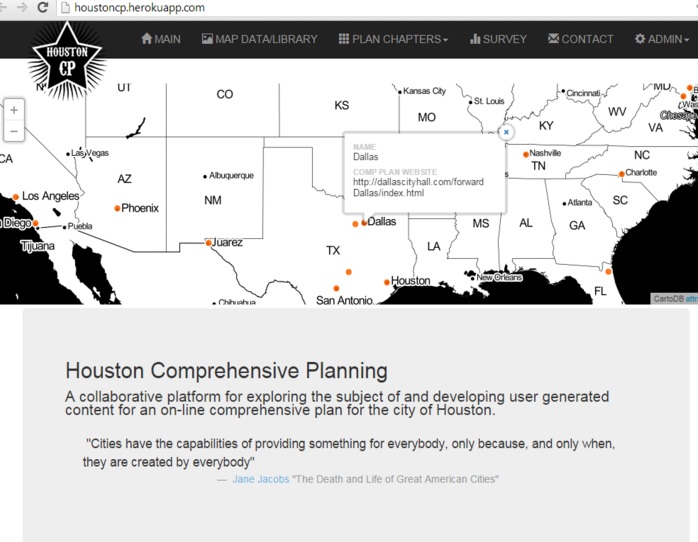 houstoncp.herokuapp.com
HOUSTON
CP
MAIN
MAP DATA/LIBRARY
PLAN CHAPTERS
SURVEY
CONTACT
ADMIN
+
−
UT
CO
KS
Kansas City
St. Louis
MO
Cincinnati
KY
WV
MD
VA
Las Vegas
CA
AZ
Albuquerque
NM
Los Angeles
Phoenix
Diego
Puebla
Tijuana
Juarez
Chihuahua
NAME
Dallas
COMP PLAN WEBSITE
http://dallascityhall.com/forward
Dallas/index.html
x
Nashville
TN
NC
Charlotte
SC
Atlanta
GA
AL
MS
LA
Dallas
TX
Houston
San Antonio
New Orleans
FL
CartoDB attri
Houston Comprehensive Planning
A collaborative platform for exploring the subject of and developing user generated
content for an on-line comprehensive plan for the city of Houston.
"Cities have the capabilities of providing something for everybody, only because, and only when,
they are created by everybody"
— Jane Jacobs "The Death and Life of Great American Cities"